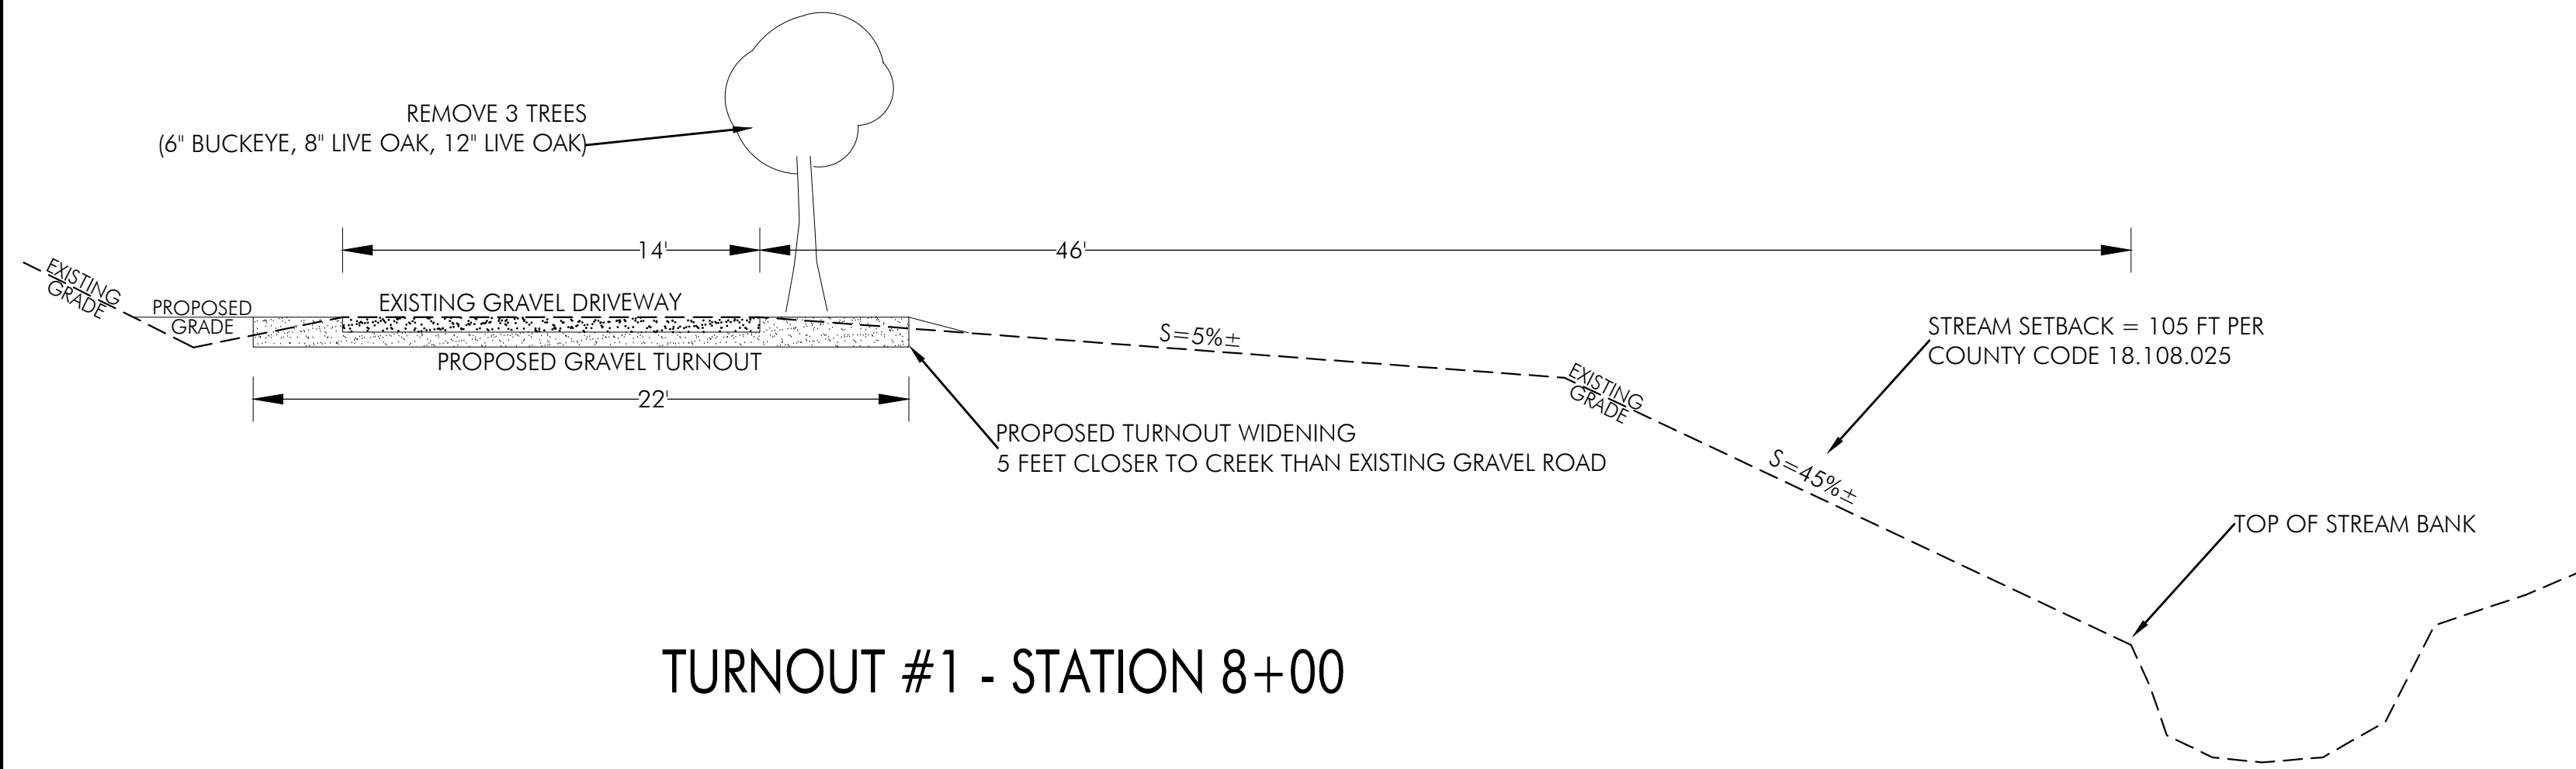 REMOVE 3 TREES
(6" BUCKEYE, 8" LIVE OAK, 12" LIVE OAK)
14'
46'
EXISTING
GRADE
PROPOSED
GRADE
EXISTING GRAVEL DRIVEWAY
PROPOSED GRAVEL TURNOUT
22'
S=5%±
STREAM SETBACK = 105 FT PER
COUNTY CODE 18.108.025
EXISTING
GRADE
PROPOSED TURNOUT WIDENING
5 FEET CLOSER TO CREEK THAN EXISTING GRAVEL ROAD
S=45%±
TOP OF STREAM BANK
TURNOUT #1 - STATION 8+00